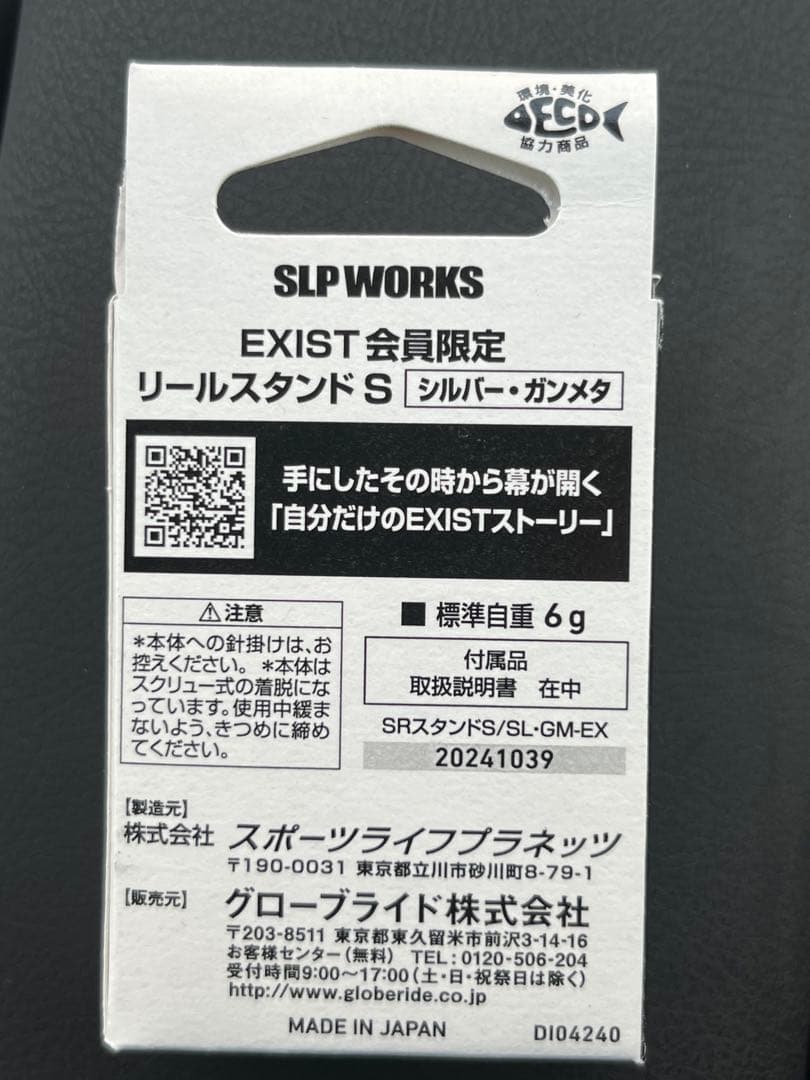 環境・美化
ECO
協力商品
SLP WORKS
EXIST会員限定
リールスタンド S シルバー・ガンメタ
手にしたその時から幕が開く
「自分だけのEXISTストーリー」
⚠注意
*本体への針掛けは、お
控えください。 *本体は
スクリュー式の着脱にな
っています。使用中緩ま
ないよう、きつめに締め
てください。
■ 標準自重 6g
付属品
取扱説明書 在中
SRスタンドS/SL・GM-EX
20241039
【製造元】
株式会社 スポーツライフプラネッツ
〒190-0031 東京都立川市砂川町8-79-1
【販売元】
グローブライド株式会社
〒203-8511 東京都東久留米市前沢3-14-16
お客様センター(無料) TEL:0120-506-204
受付時間9:00〜17:00(土・日・祝祭日は除く)
http://www.globeride.co.jp
MADE IN JAPAN
DI04240